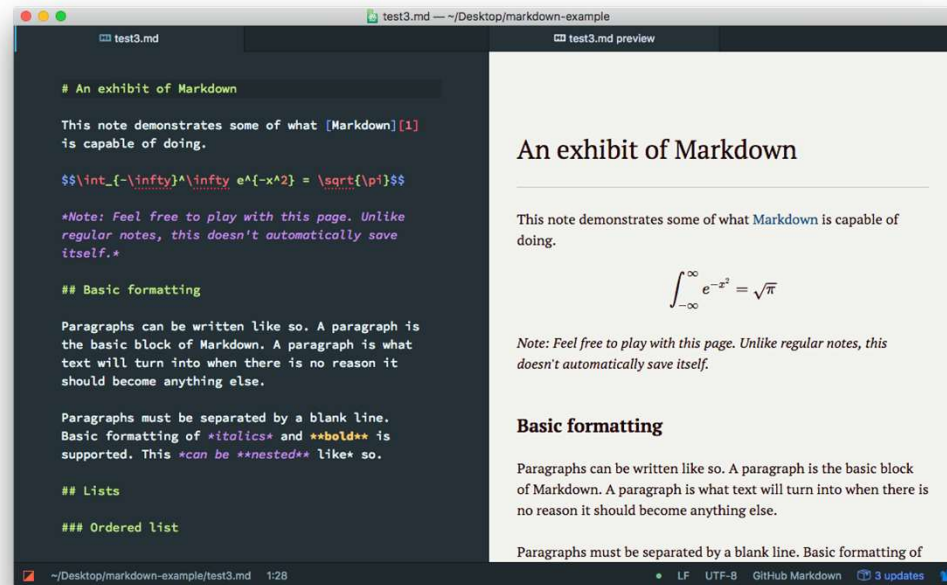 test3.md — ~/Desktop/markdown-example
test3.md
test3.md preview
# An exhibit of Markdown
This note demonstrates some of what [Markdown][1]
is capable of doing.
$$\int_{-\infty}^\infty e^{-x^2} = \sqrt{\pi}$$
*Note: Feel free to play with this page. Unlike
regular notes, this doesn't automatically save
itself.*
## Basic formatting
Paragraphs can be written like so. A paragraph is
the basic block of Markdown. A paragraph is what
text will turn into when there is no reason it
should become anything else.
Paragraphs must be separated by a blank line.
Basic formatting of *italics* and **bold** is
supported. This *can be **nested** like* so.
## Lists
### Ordered list
An exhibit of Markdown
This note demonstrates some of what Markdown is capable of
doing.
∫_{-∞}^{∞} e^{-x^2} = √π
Note: Feel free to play with this page. Unlike regular notes, this
doesn't automatically save itself.
Basic formatting
Paragraphs can be written like so. A paragraph is the basic block
of Markdown. A paragraph is what text will turn into when there is
no reason it should become anything else.
Paragraphs must be separated by a blank line. Basic formatting of
~/Desktop/markdown-example/test3.md 1:28
LF UTF-8 GitHub Markdown 3 updates